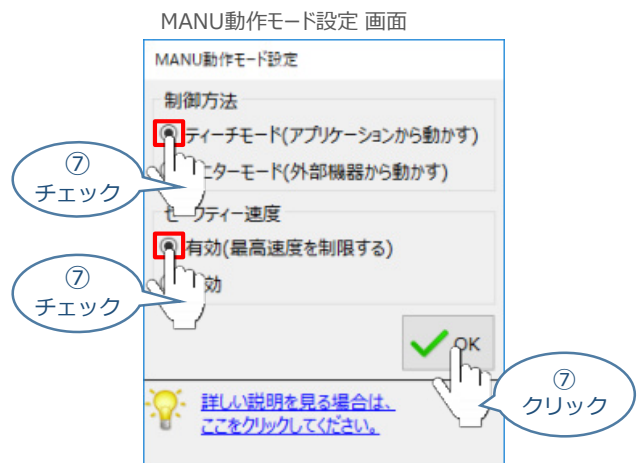 MANU動作モード設定 画面
MANU動作モード設定
制御方法
ティーチモード(アプリケーションから動かす)
ターモード(外部機器から動かす)
⑦
チェック
ティー速度
有効(最高速度を制限する)
効
⑦
チェック
OK
⑦
クリック
詳しい説明を見る場合は、
ここをクリックしてください。